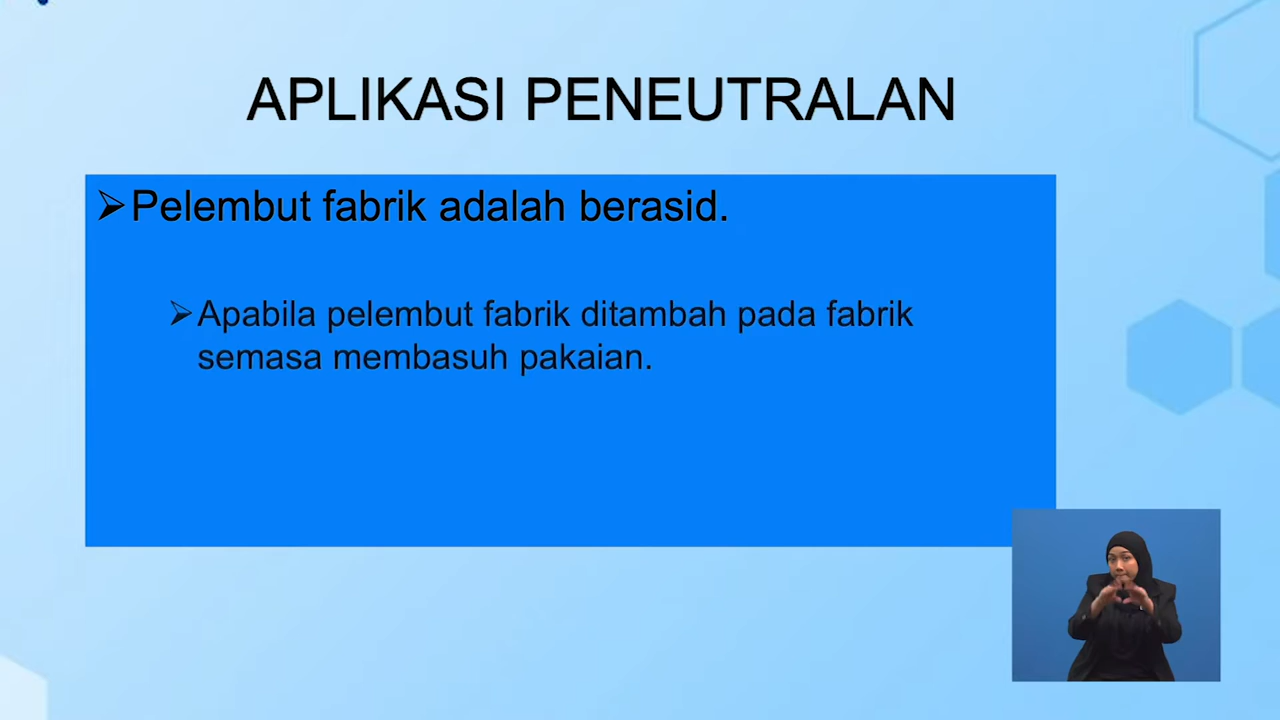 APLIKASI PENEUTRALAN
➢Pelembut fabrik adalah berasid.
➢Apabila pelembut fabrik ditambah pada fabrik
semasa membasuh pakaian.